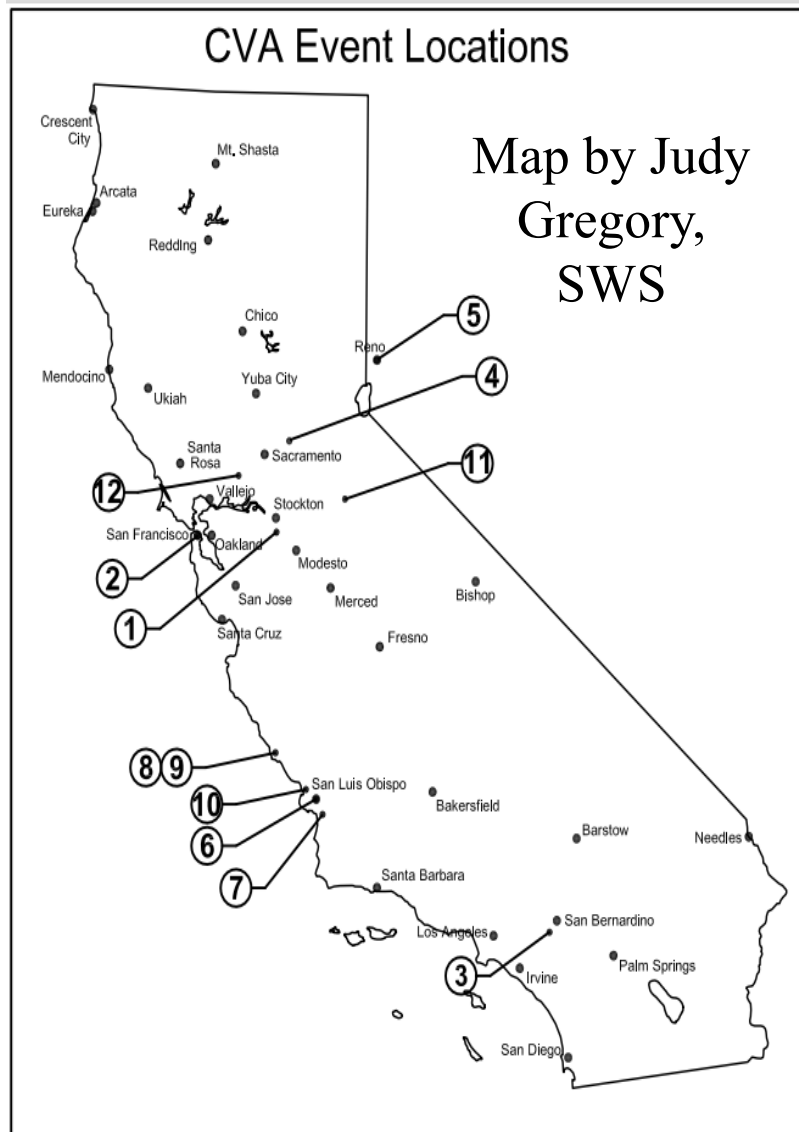 CVA Event Locations
Map by Judy
Gregory,
SWS
Crescent
City
Mt. Shasta
Arcata
Eureka
Redding
Chico
5
Reno
Mendocino
4
Yuba City
Ukiah
Santa
Rosa
Sacramento
11
12
Vallejo
Stockton
San Francisco
Oakland
Modesto
2
San Jose
Merced
Bishop
1
Santa Cruz
Fresno
8 9
San Luis Obispo
10
Bakersfield
6
Barstow
Needles
7
Santa Barbara
San Bernardino
Los Angeles
3
Irvine
Palm Springs
San Diego